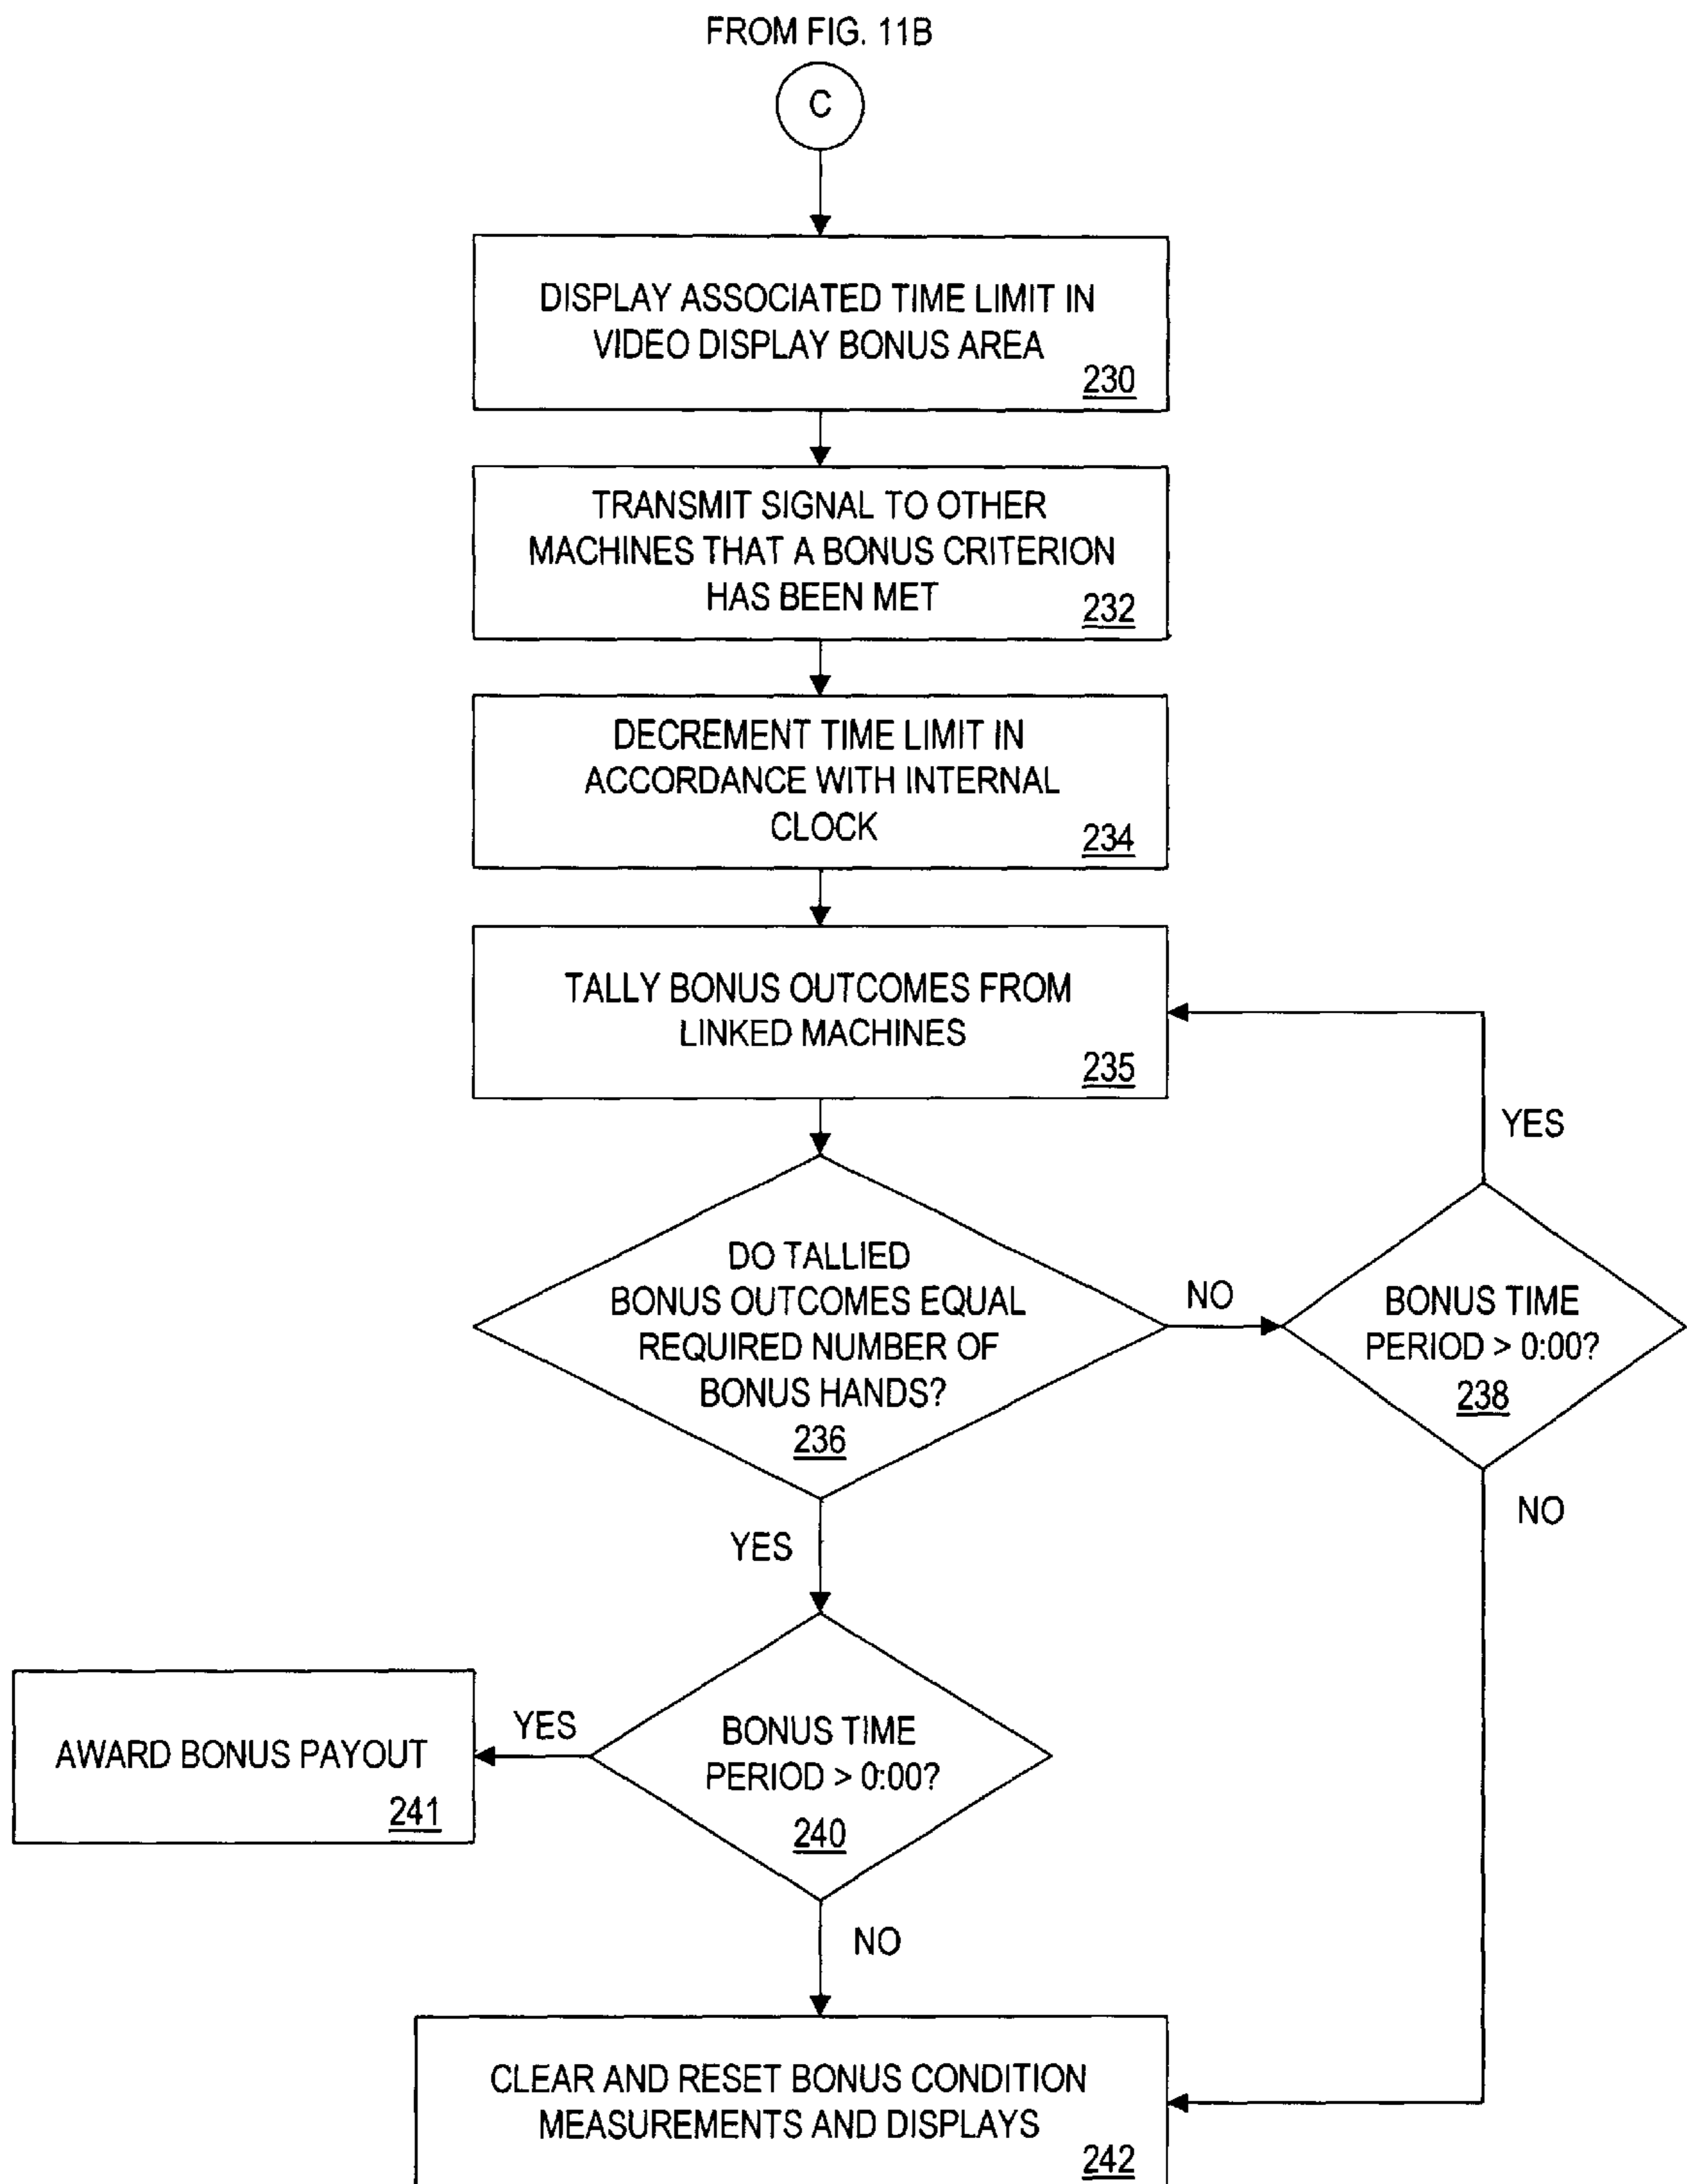 FROM FIG. 11B
C
DISPLAY ASSOCIATED TIME LIMIT IN
VIDEO DISPLAY BONUS AREA
230
TRANSMIT SIGNAL TO OTHER
MACHINES THAT A BONUS CRITERION
HAS BEEN MET
232
DECREMENT TIME LIMIT IN
ACCORDANCE WITH INTERNAL
CLOCK
234
TALLY BONUS OUTCOMES FROM
LINKED MACHINES
235
YES
DO TALLIED
BONUS OUTCOMES EQUAL
REQUIRED NUMBER OF
BONUS HANDS?
236
NO
BONUS TIME
PERIOD > 0:00?
238
NO
YES
BONUS TIME
PERIOD > 0:00?
240
YES
AWARD BONUS PAYOUT
241
NO
CLEAR AND RESET BONUS CONDITION
MEASUREMENTS AND DISPLAYS
242